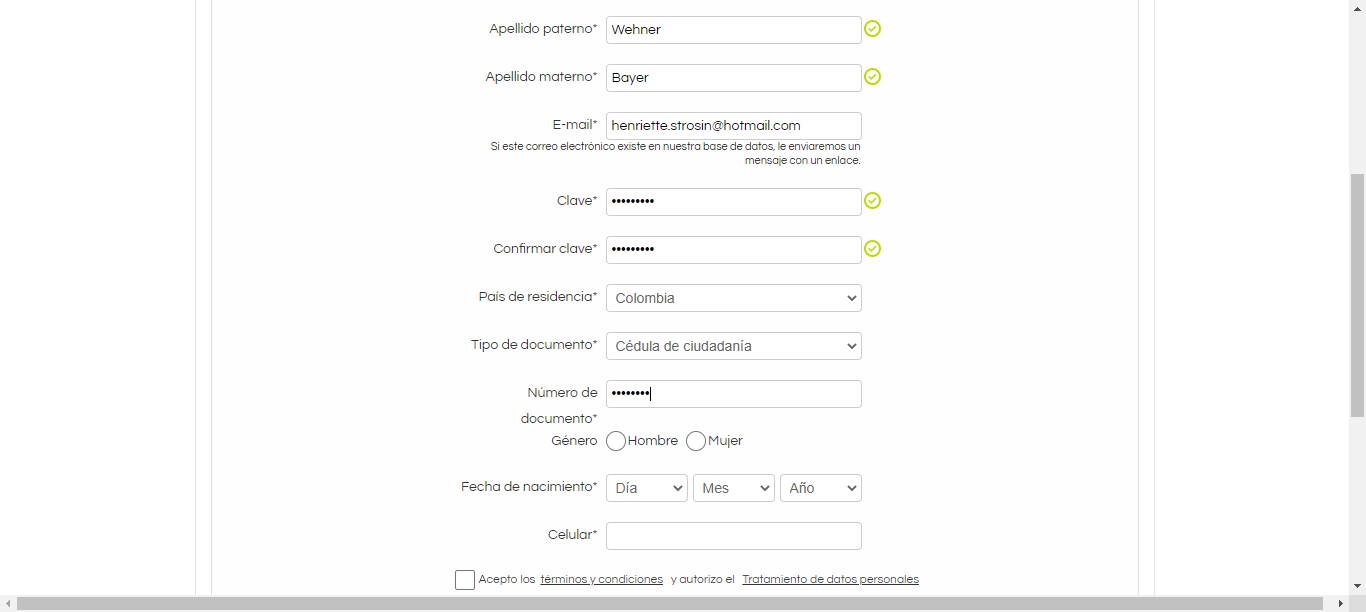 Apellido paterno* Wehner
Apellido materno* Bayer
E-mail* henriette.strosin@hotmail.com
Si este correo electrónico existe en nuestra base de datos, le enviaremos un
mensaje con un enlace.
Clave* •••••••••
Confirmar clave* •••••••••
País de residencia* Colombia
Tipo de documento* Cédula de ciudadanía
Número de ••••••••
documento*
Género Hombre Mujer
Fecha de nacimiento* Día Mes Año
Celular*
Acepto los términos y condiciones y autorizo el Tratamiento de datos personales